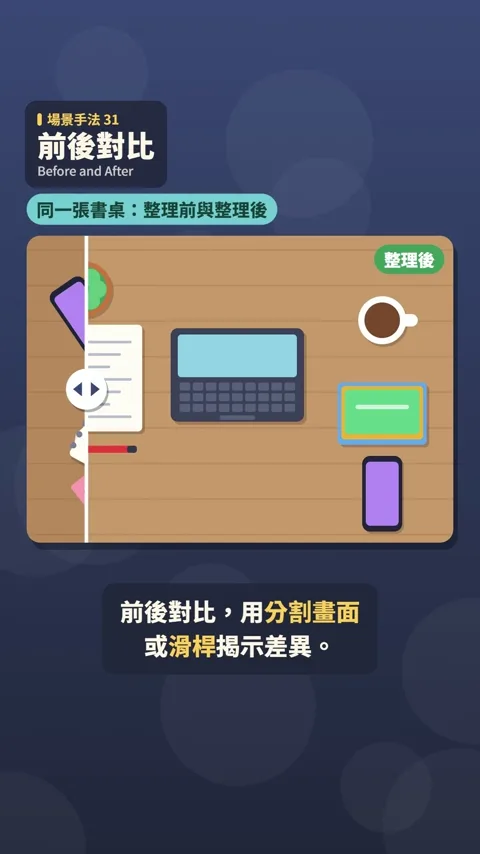 場景手法 31
前後對比
Before and After
同一張書桌：整理前與整理後
整理後
前後對比，用分割畫面
或滑桿揭示差異。